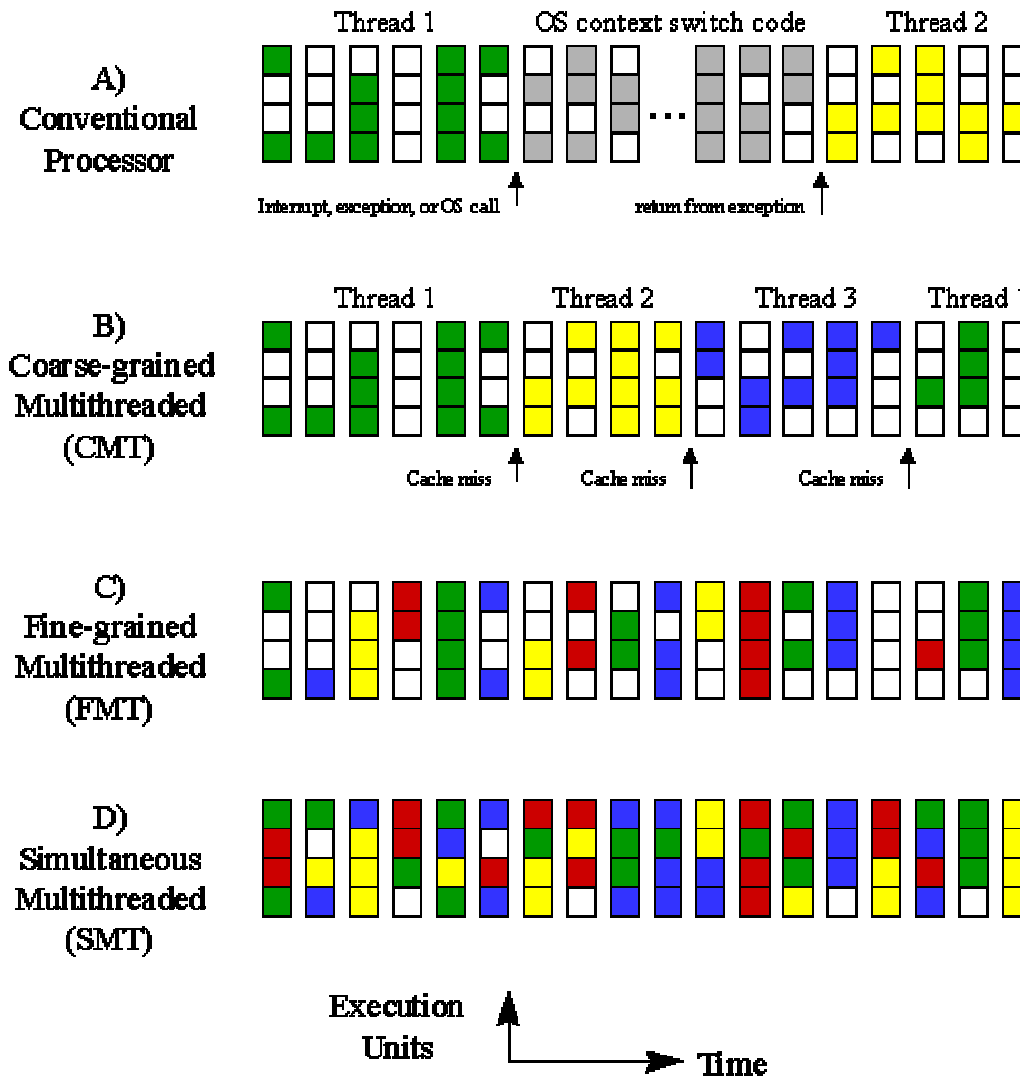 Thread 1 OS context switch code Thread 2
A)
Conventional
Processor
...
Interrupt, exception, or OS call
return from exception
Thread 1 Thread 2 Thread 3 Thread 1
B)
Coarse-grained
Multithreaded
(CMT)
Cache miss Cache miss Cache miss
C)
Fine-grained
Multithreaded
(FMT)
D)
Simultaneous
Multithreaded
(SMT)
Execution
Units
Time